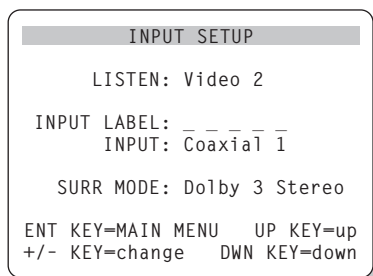 INPUT SETUP
LISTEN: Video 2
INPUT LABEL: _ _ _ _ _
INPUT: Coaxial 1
SURR MODE: Dolby 3 Stereo
ENT KEY=MAIN MENU UP KEY=up
+/- KEY=change DWN KEY=down